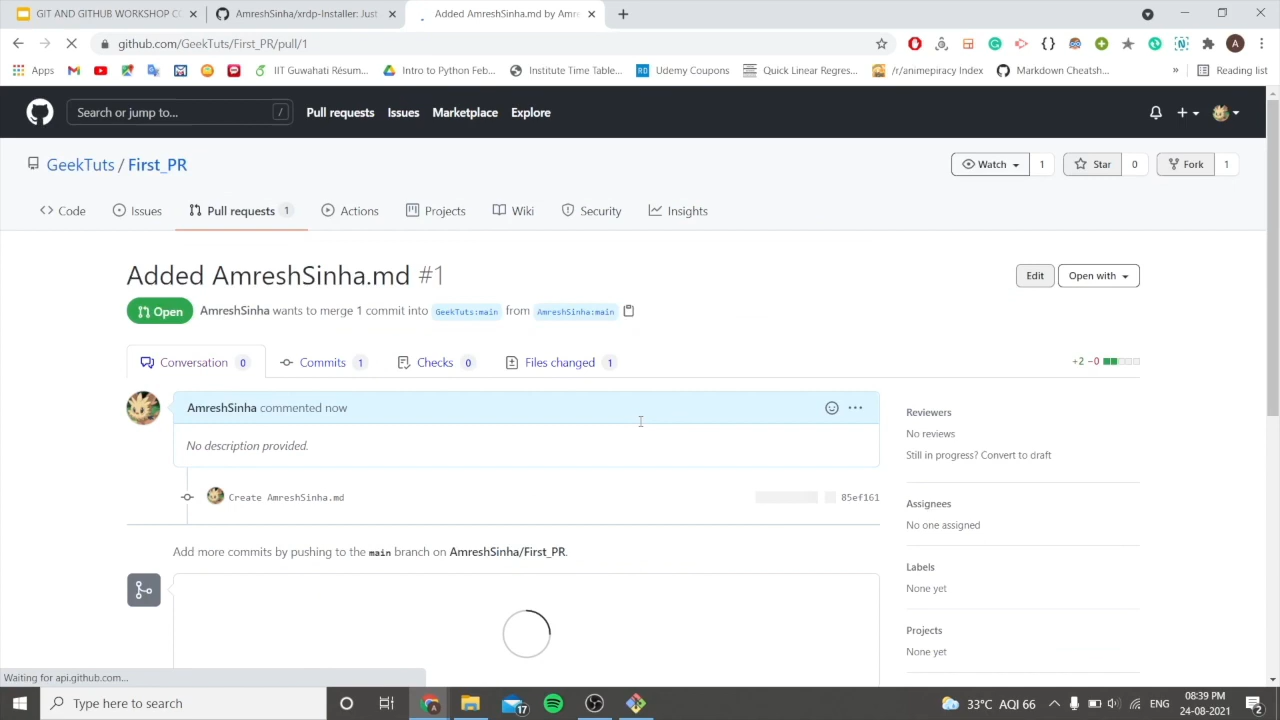 GIT AND GITHUB WORKSHOP CO
AmreshSinha/xrdp-Installer: Just
Added AmreshSinha.md by Amre
github.com/GeekTuts/First_PR/pull/1
Apps
IIT Guwahati Résum...
Intro to Python Feb...
Institute Time Table...
Udemy Coupons
Quick Linear Regres...
/r/animepiracy Index
Markdown Cheatsh...
»
Reading list
Search or jump to...
/
Pull requests
Issues
Marketplace
Explore
GeekTuts / First_PR
Watch
1
Star
0
Fork
1
Code
Issues
Pull requests 1
Actions
Projects
Wiki
Security
Insights
Added AmreshSinha.md #1
Edit
Open with
Open
AmreshSinha wants to merge 1 commit into GeekTuts:main from AmreshSinha:main
Conversation 0
Commits 1
Checks 0
Files changed 1
+2 −0
AmreshSinha commented now
No description provided.
Create AmreshSinha.md
85ef161
Add more commits by pushing to the main branch on AmreshSinha/First_PR.
Reviewers
No reviews
Still in progress? Convert to draft
Assignees
No one assigned
Labels
None yet
Projects
None yet
Waiting for api.github.com...
Type here to search
17
33°C AQI 66
ENG
08:39 PM
24-08-2021
2